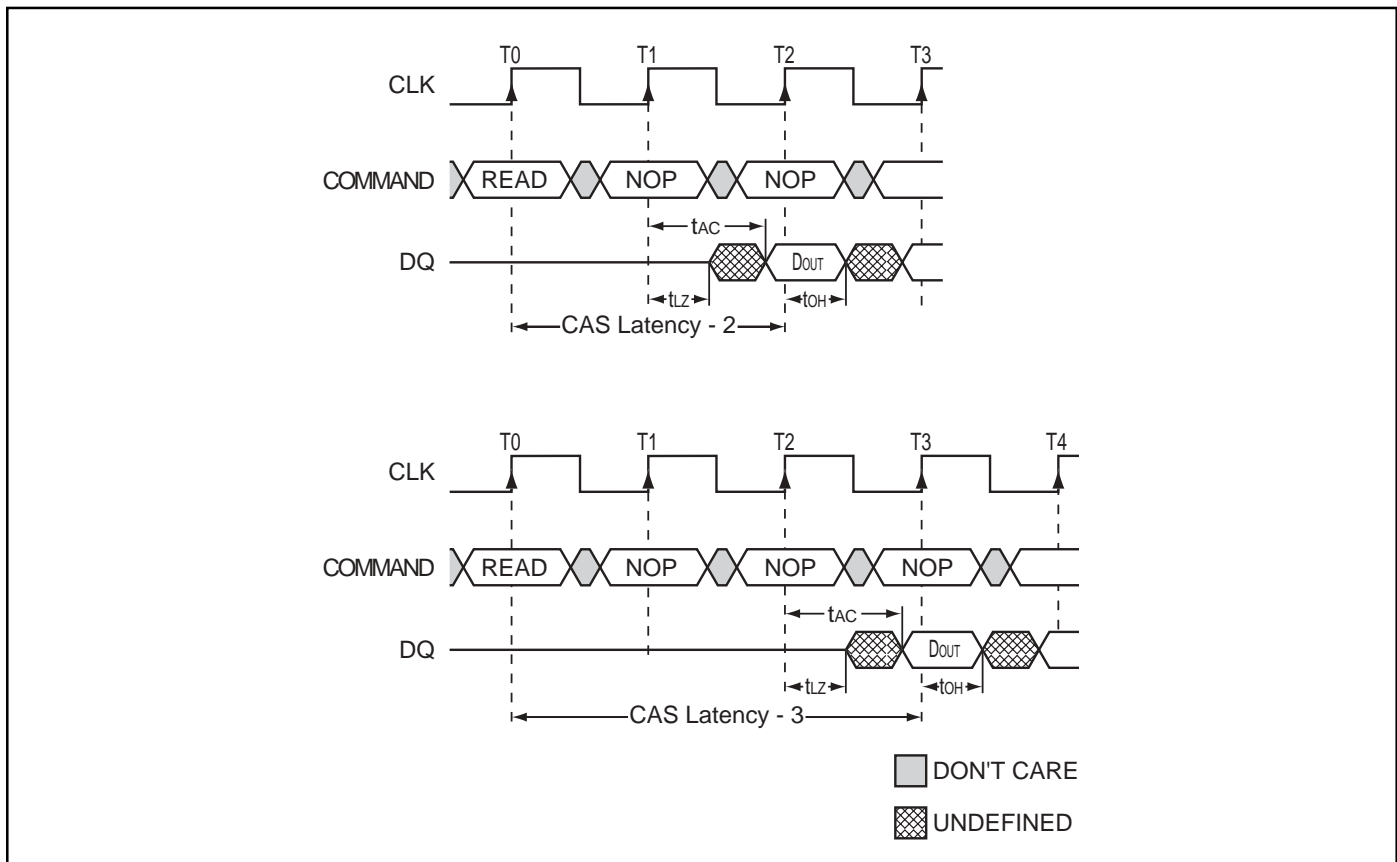 T0 T1 T2 T3
CLK
COMMAND READ NOP NOP
tAC
DQ DOUT
tLZ tOH
CAS Latency - 2
T0 T1 T2 T3 T4
CLK
COMMAND READ NOP NOP NOP
tAC
DQ DOUT
tLZ tOH
CAS Latency - 3
DON'T CARE
UNDEFINED